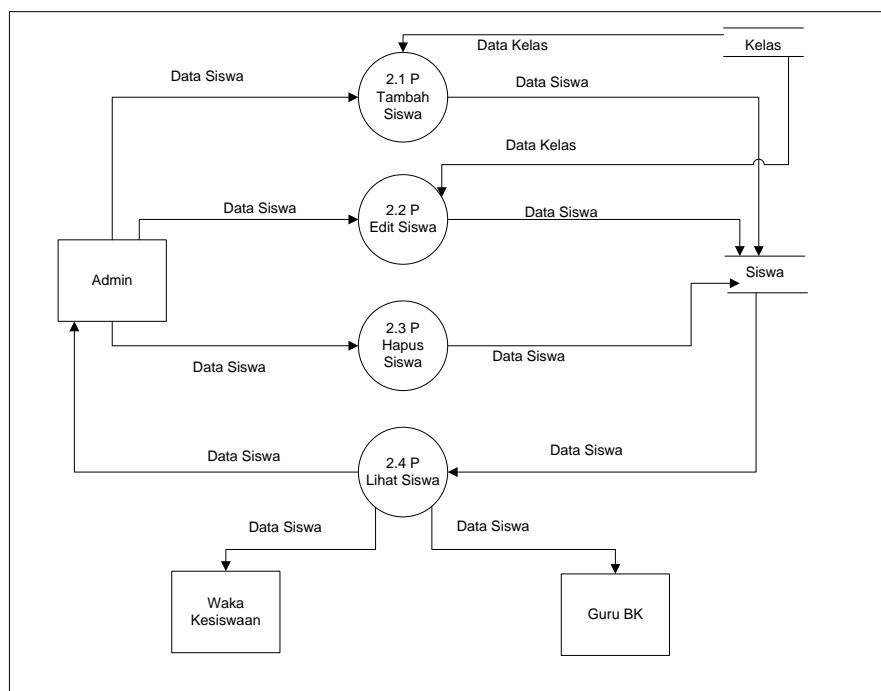 Data Kelas
Kelas
Data Siswa
2.1 P
Tambah
Siswa
Data Siswa
Data Kelas
Data Siswa
2.2 P
Edit Siswa
Data Siswa
Admin
Siswa
2.3 P
Hapus
Siswa
Data Siswa
Data Siswa
Data Siswa
2.4 P
Lihat Siswa
Data Siswa
Data Siswa
Data Siswa
Waka
Kesiswaan
Guru BK